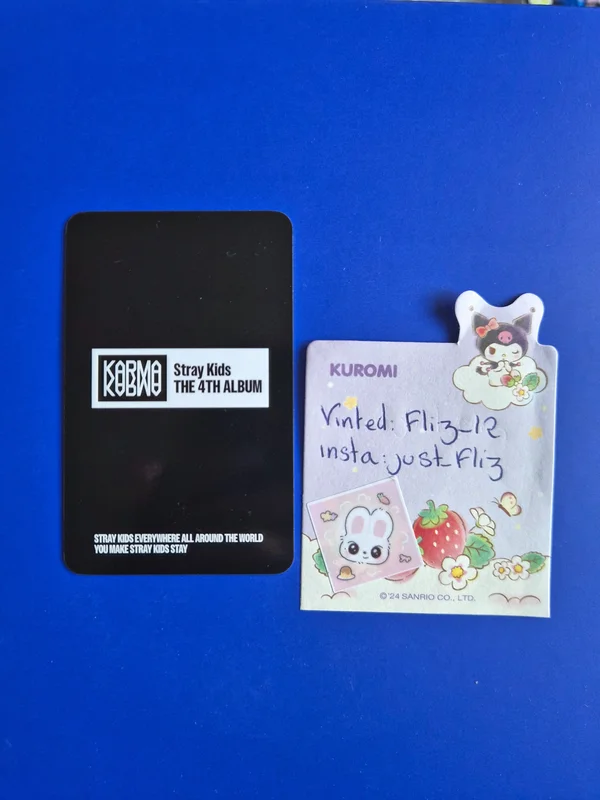 KARMA
Stray Kids
THE 4TH ALBUM
STRAY KIDS EVERYWHERE ALL AROUND THE WORLD
YOU MAKE STRAY KIDS STAY
KUROMI
Vinted: Fliz_12
insta: just_Fliz
© '24 SANRIO CO., LTD.